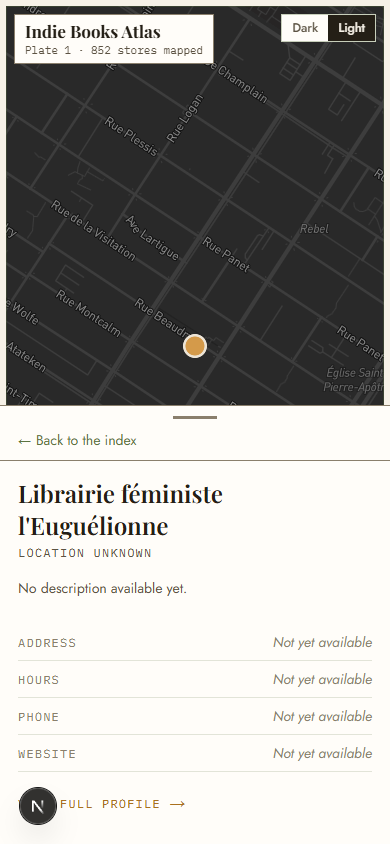 Indie Books Atlas
Plate 1 · 852 stores mapped
Dark
Light
Champlain
Rue Logan
Rue Plessis
Rue de la Visitation
Ave Lartigue
Rue Panet
Rebel
Rue Montcalm
Rue Beaudry
Wolfe
Rue Panet
Atateken
Église Saint
Pierre-Apôt
← Back to the index
Librairie féministe
l'Euguélionne
LOCATION UNKNOWN
No description available yet.
ADDRESS
Not yet available
HOURS
Not yet available
PHONE
Not yet available
WEBSITE
Not yet available
N
FULL PROFILE →